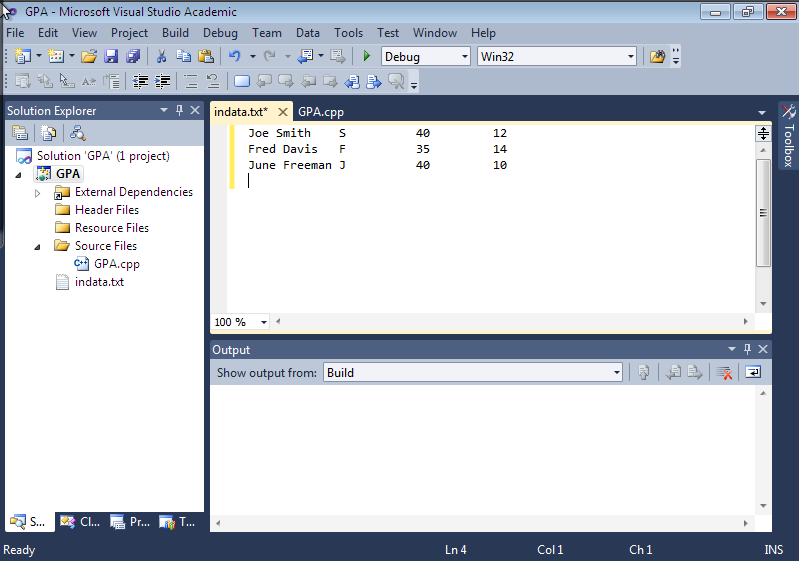 GPA - Microsoft Visual Studio Academic
File Edit View Project Build Debug Team Data Tools Test Window Help
Debug Win32
Solution Explorer
Solution 'GPA' (1 project)
GPA
External Dependencies
Header Files
Resource Files
Source Files
GPA.cpp
indata.txt
S... Cl... Pr... T...
indata.txt* GPA.cpp
Joe Smith S 40 12
Fred Davis F 35 14
June Freeman J 40 10
100 %
Output
Show output from: Build
Toolbox
Ready Ln 4 Col 1 Ch 1 INS